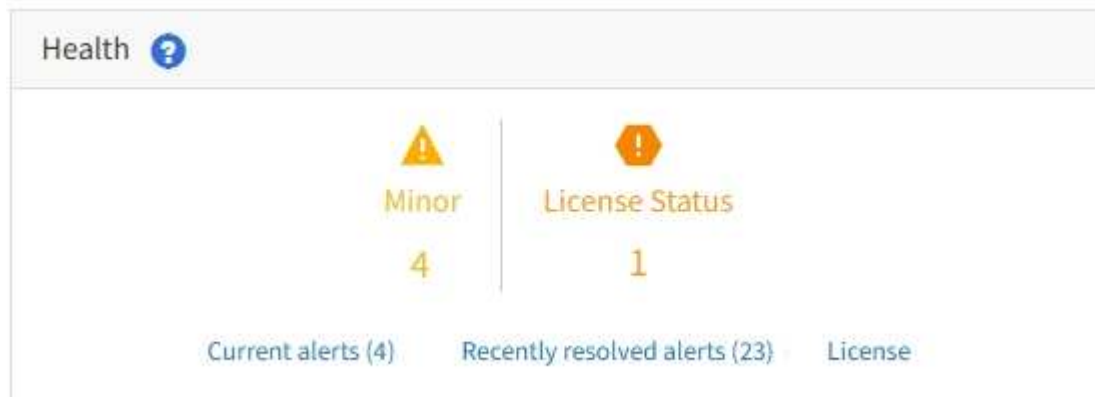 Health ?
Minor License Status
4 1
Current alerts (4) Recently resolved alerts (23) License